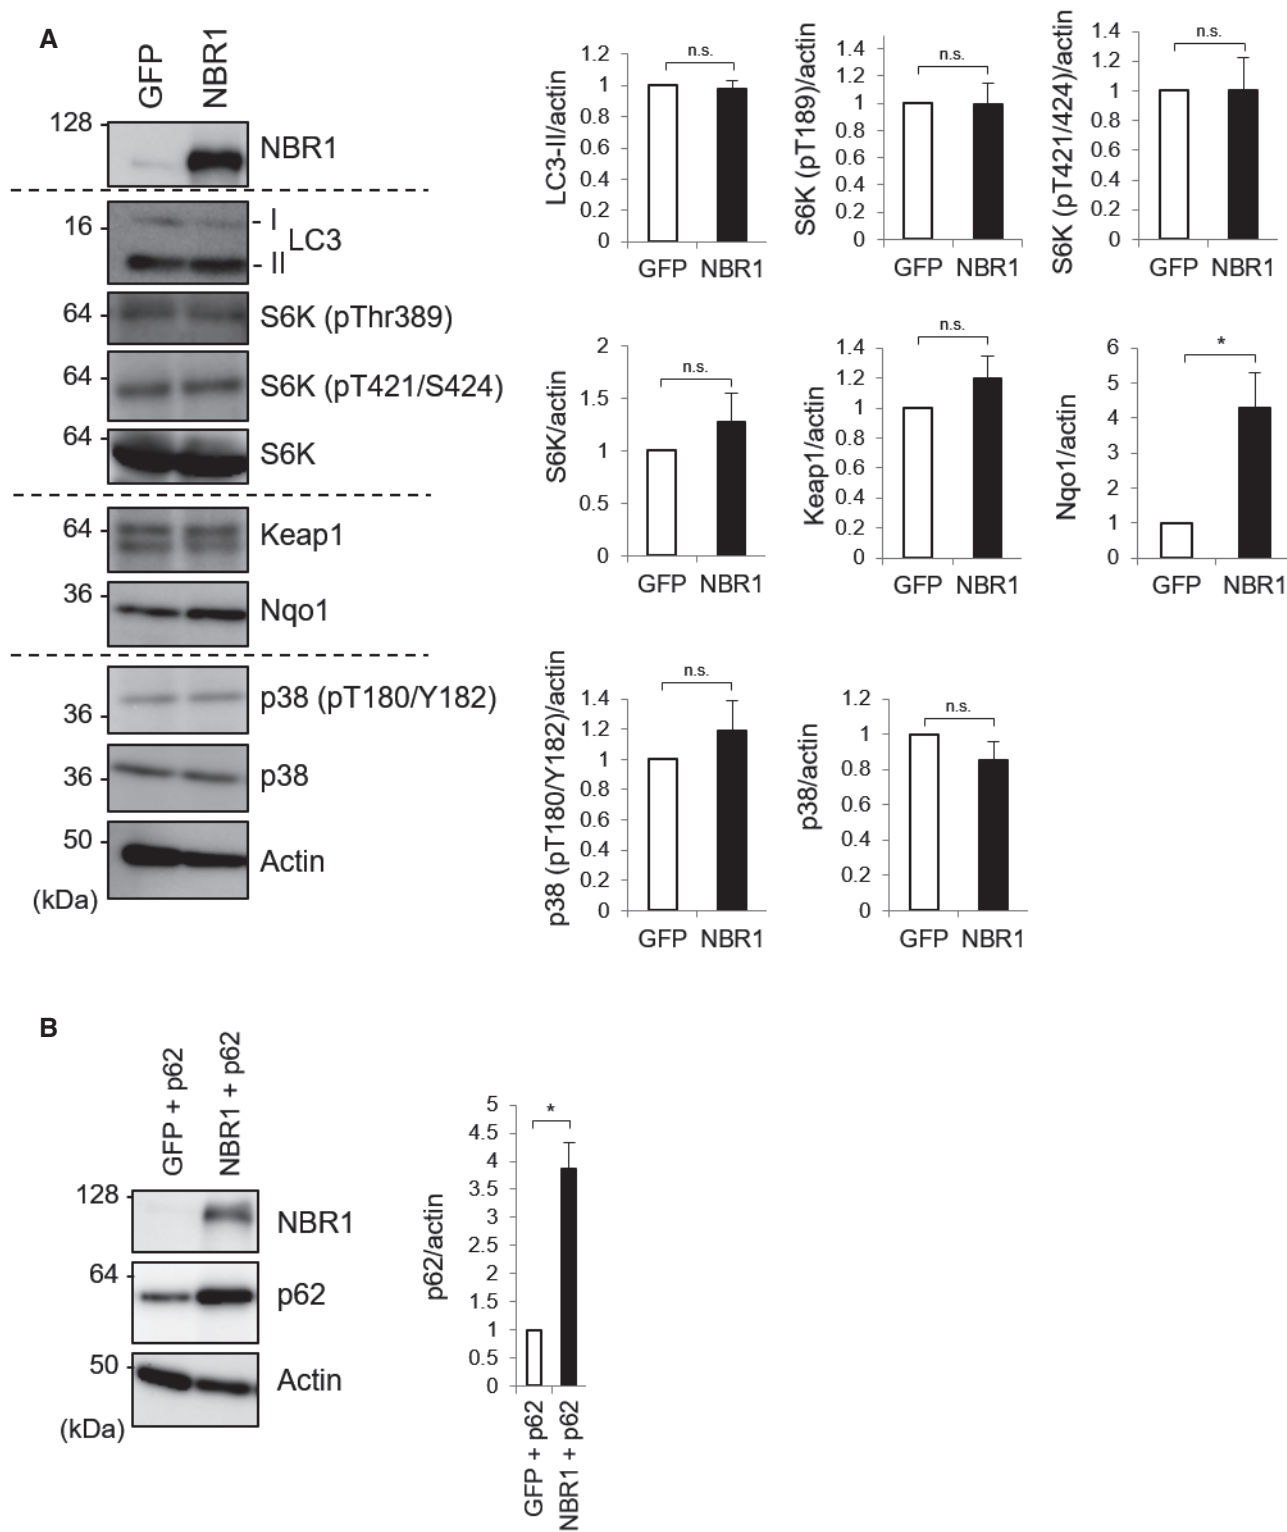 A
GFP
NBR1
128
NBR1
16
- I
LC3
- II
64
S6K (pThr389)
64
S6K (pT421/S424)
64
S6K
64
Keap1
36
Nqo1
36
p38 (pT180/Y182)
36
p38
50
Actin
(kDa)
LC3-II/actin
1.2
1
0.8
0.6
0.4
0.2
0
n.s.
GFP NBR1
S6K (pT189)/actin
1.4
1.2
1
0.8
0.6
0.4
0.2
0
n.s.
GFP NBR1
S6K (pT421/424)/actin
1.4
1.2
1
0.8
0.6
0.4
0.2
0
n.s.
GFP NBR1
S6K/actin
2
1.5
1
0.5
0
n.s.
GFP NBR1
Keap1/actin
1.4
1.2
1
0.8
0.6
0.4
0.2
0
n.s.
GFP NBR1
Nqo1/actin
6
5
4
3
2
1
0
*
GFP NBR1
p38 (pT180/Y182)/actin
1.4
1.2
1
0.8
0.6
0.4
0.2
0
n.s.
GFP NBR1
p38/actin
1.2
1
0.8
0.6
0.4
0.2
0
n.s.
GFP NBR1
B
GFP + p62
NBR1 + p62
128
NBR1
64
p62
50
Actin
(kDa)
p62/actin
5
4.5
4
3.5
3
2.5
2
1.5
1
0.5
0
*
GFP + p62
NBR1 + p62